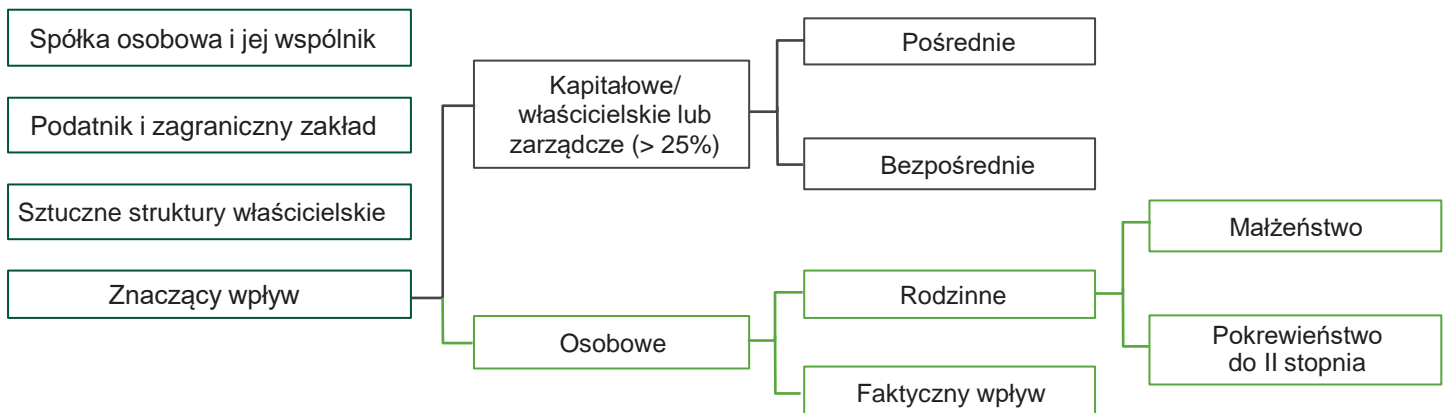 Spółka osobowa i jej wspólnik
Podatnik i zagraniczny zakład
Sztuczne struktury właścicielskie
Znaczący wpływ
Kapitałowe/
właścicielskie lub
zarządcze (> 25%)
Pośrednie
Bezpośrednie
Osobowe
Rodzinne
Faktyczny wpływ
Małżeństwo
Pokrewieństwo
do II stopnia